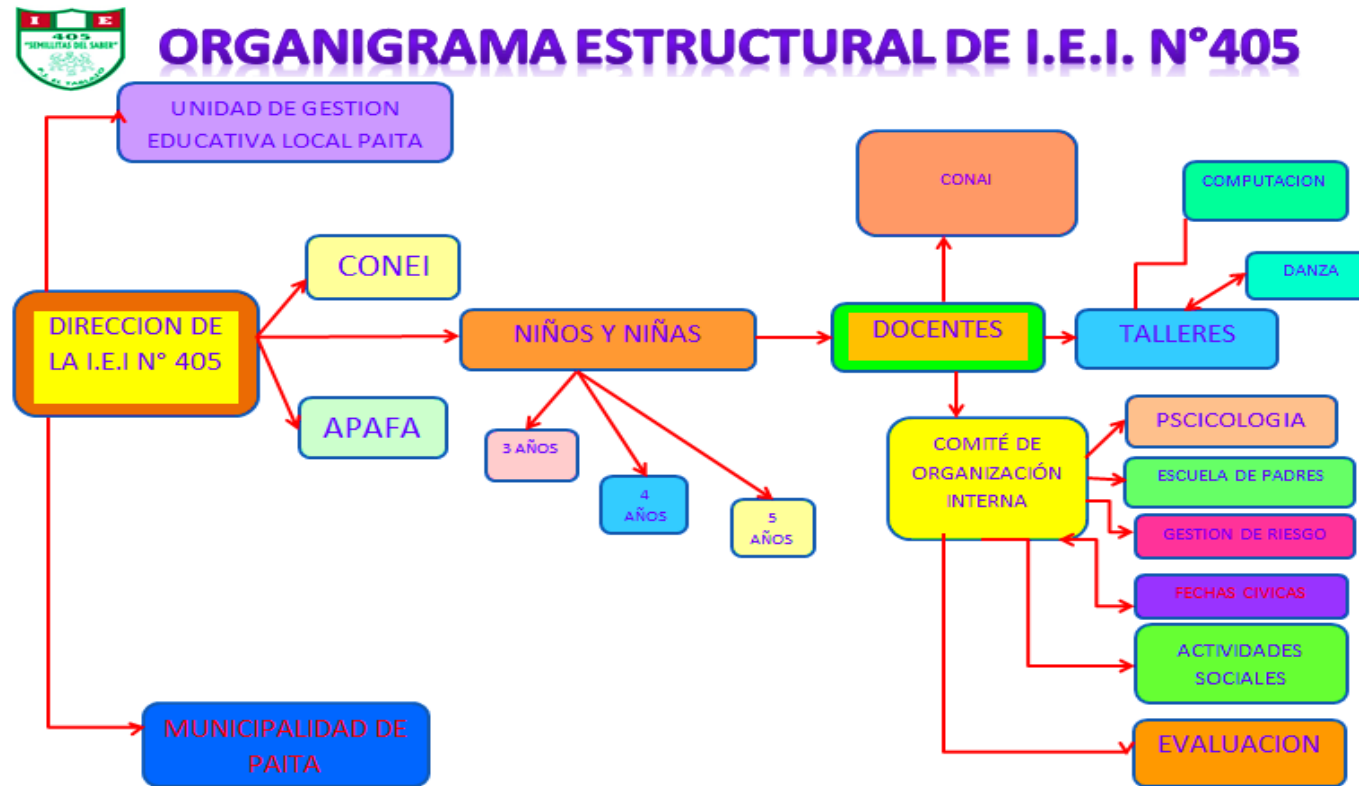 I E
405
"SEMILLITAS DEL SABER"
ORGANIGRAMA ESTRUCTURAL DE I.E.I. N°405
UNIDAD DE GESTION
EDUCATIVA LOCAL PAITA
CONAI
COMPUTACION
CONEI
DANZA
DIRECCION DE
LA I.E.I N° 405
NIÑOS Y NIÑAS
DOCENTES
TALLERES
APAFA
3 AÑOS
4
AÑOS
5
AÑOS
COMITÉ DE
ORGANIZACIÓN
INTERNA
PSCICOLOGIA
ESCUELA DE PADRES
GESTION DE RIESGO
FECHAS CIVICAS
ACTIVIDADES
SOCIALES
MUNICIPALIDAD DE
PAITA
EVALUACION